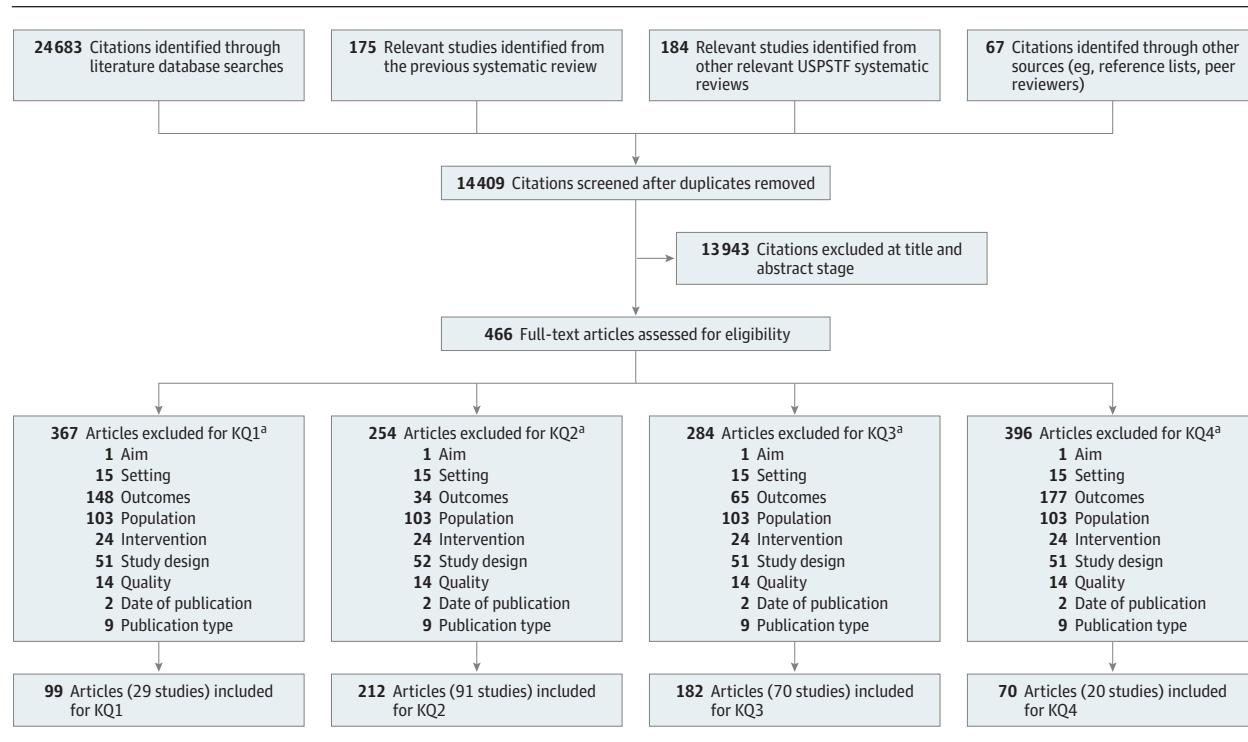 24 683 Citations identified through
literature database searches
175 Relevant studies identified from
the previous systematic review
184 Relevant studies identified from
other relevant USPSTF systematic
reviews
67 Citations identifed through other
sources (eg, reference lists, peer
reviewers)
14 409 Citations screened after duplicates removed
13 943 Citations excluded at title and
abstract stage
466 Full-text articles assessed for eligibility
367 Articles excluded for KQ1a
1 Aim
15 Setting
148 Outcomes
103 Population
24 Intervention
51 Study design
14 Quality
2 Date of publication
9 Publication type
254 Articles excluded for KQ2a
1 Aim
15 Setting
34 Outcomes
103 Population
24 Intervention
52 Study design
14 Quality
2 Date of publication
9 Publication type
284 Articles excluded for KQ3a
1 Aim
15 Setting
65 Outcomes
103 Population
24 Intervention
51 Study design
14 Quality
2 Date of publication
9 Publication type
396 Articles excluded for KQ4a
1 Aim
15 Setting
177 Outcomes
103 Population
24 Intervention
51 Study design
14 Quality
2 Date of publication
9 Publication type
99 Articles (29 studies) included
for KQ1
212 Articles (91 studies) included
for KQ2
182 Articles (70 studies) included
for KQ3
70 Articles (20 studies) included
for KQ4